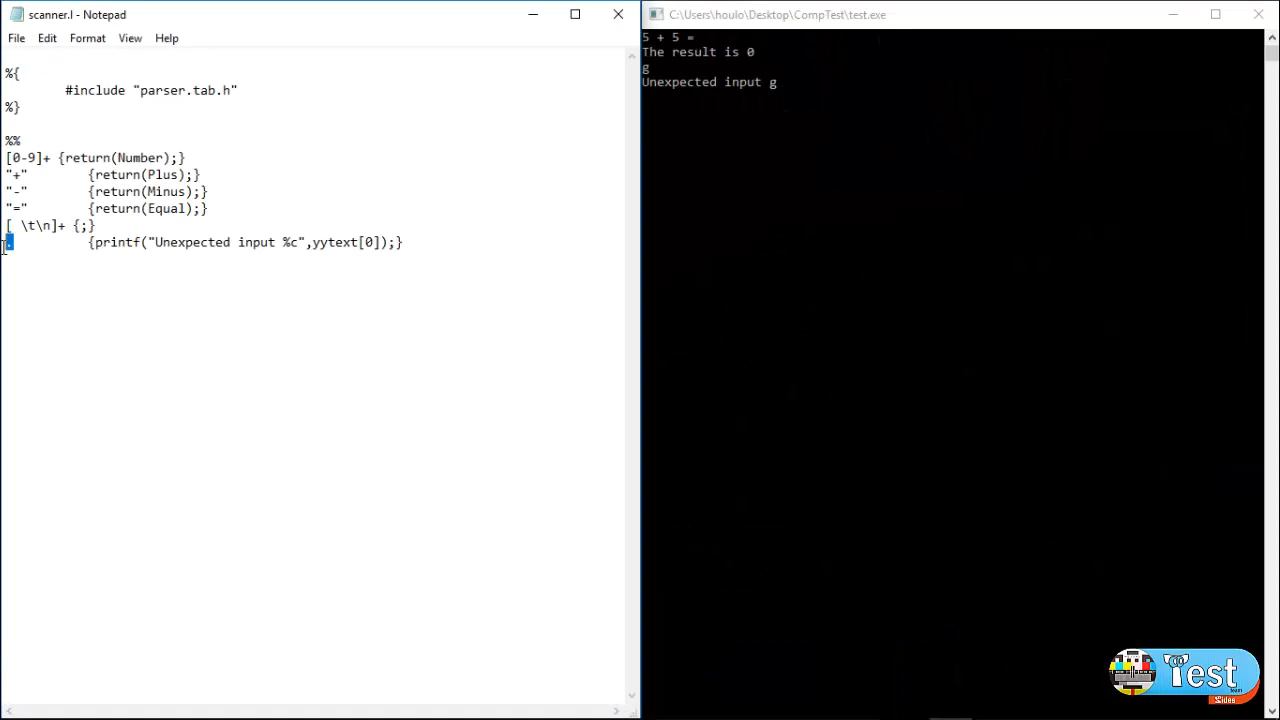 scanner.l - Notepad
File Edit Format View Help
%{
#include "parser.tab.h"
%}
%%
[0-9]+ {return(Number);}
"+" {return(Plus);}
"-" {return(Minus);}
"=" {return(Equal);}
[ \t\n]+ {;}
. {printf("Unexpected input %c",yytext[0]);}
C:\Users\houlo\Desktop\CompTest\test.exe
5 + 5 =
The result is 0
g
Unexpected input g
Test
team
Sides